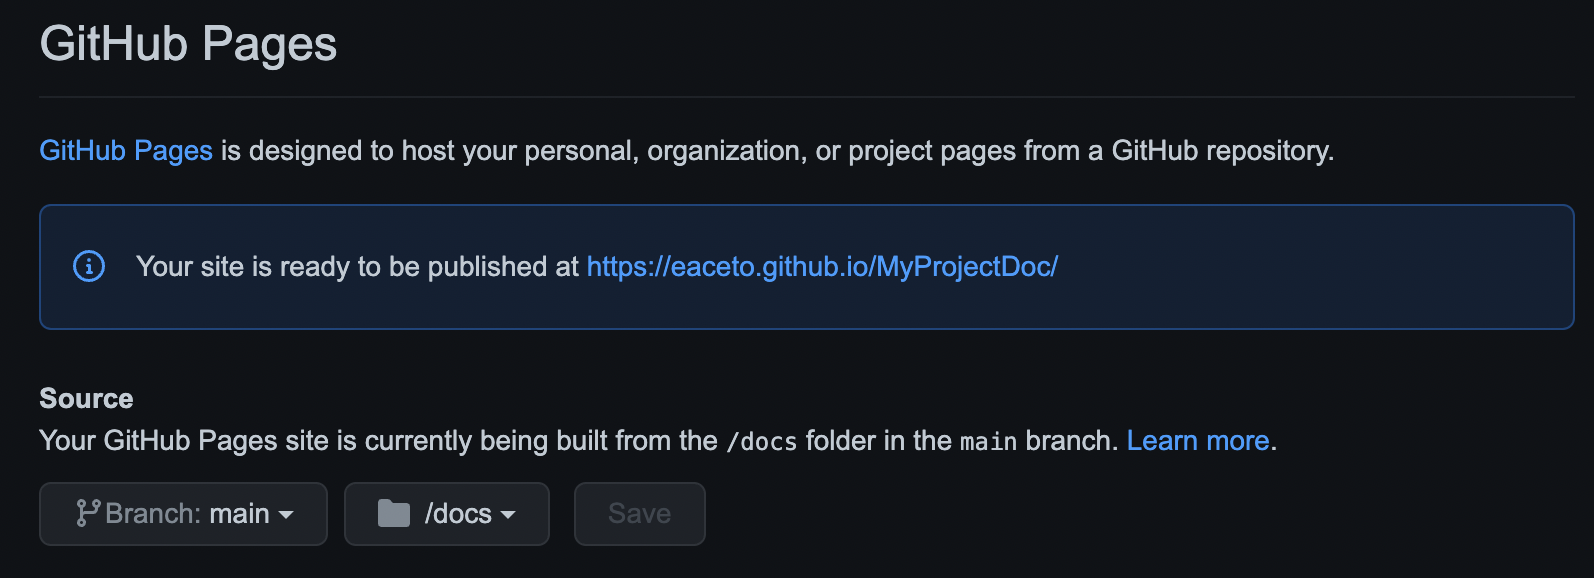 GitHub Pages
GitHub Pages is designed to host your personal, organization, or project pages from a GitHub repository.
Your site is ready to be published at https://eaceto.github.io/MyProjectDoc/
Source
Your GitHub Pages site is currently being built from the /docs folder in the main branch. Learn more.
Branch: main /docs Save